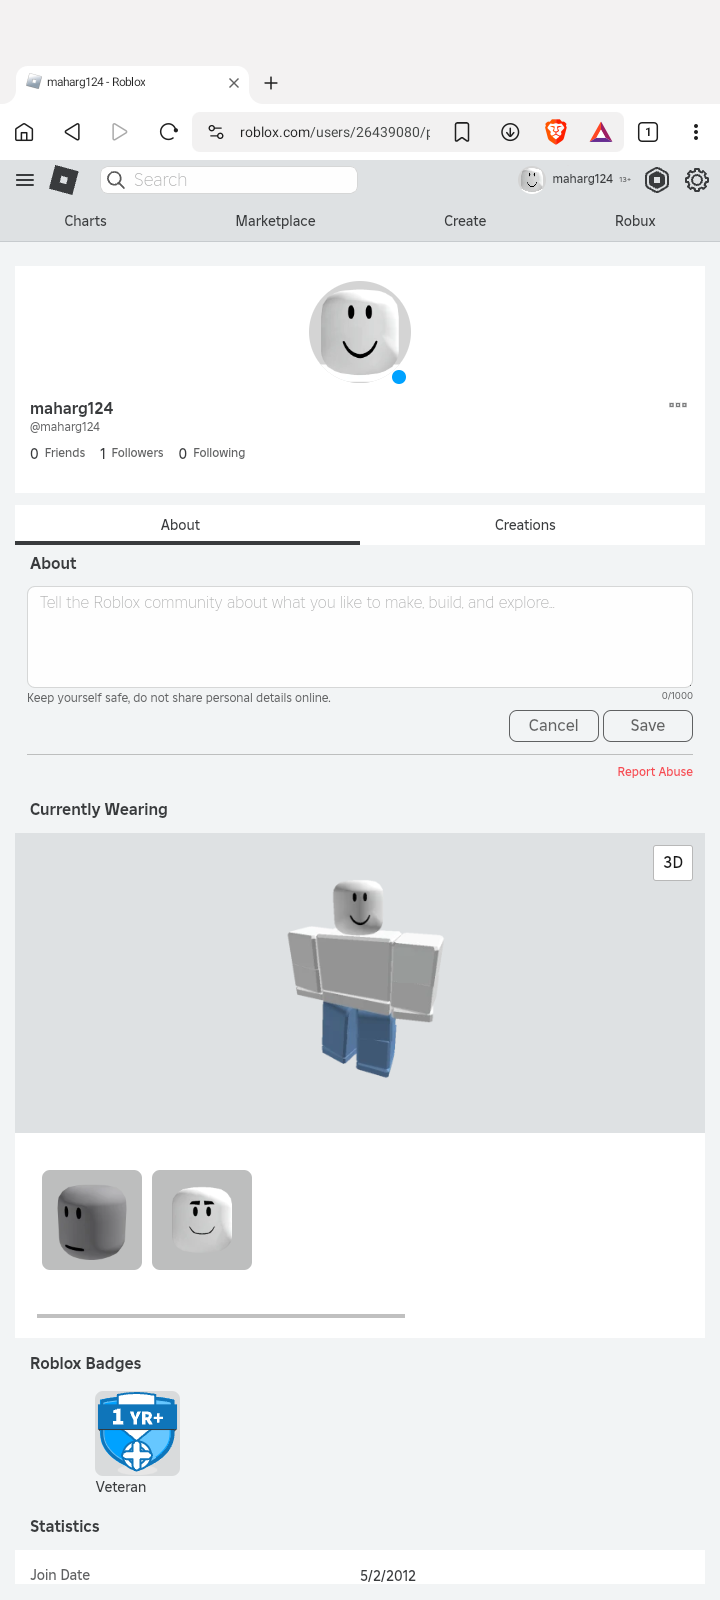 maharg124 - Roblox
roblox.com/users/26439080/p
1
Search
maharg124 13+
Charts Marketplace Create Robux
maharg124
@maharg124
0 Friends 1 Followers 0 Following
About Creations
About
Tell the Roblox community about what you like to make, build, and explore...
Keep yourself safe, do not share personal details online.
0/1000
Cancel Save
Report Abuse
Currently Wearing
3D
Roblox Badges
1 YR+
Veteran
Statistics
Join Date 5/2/2012